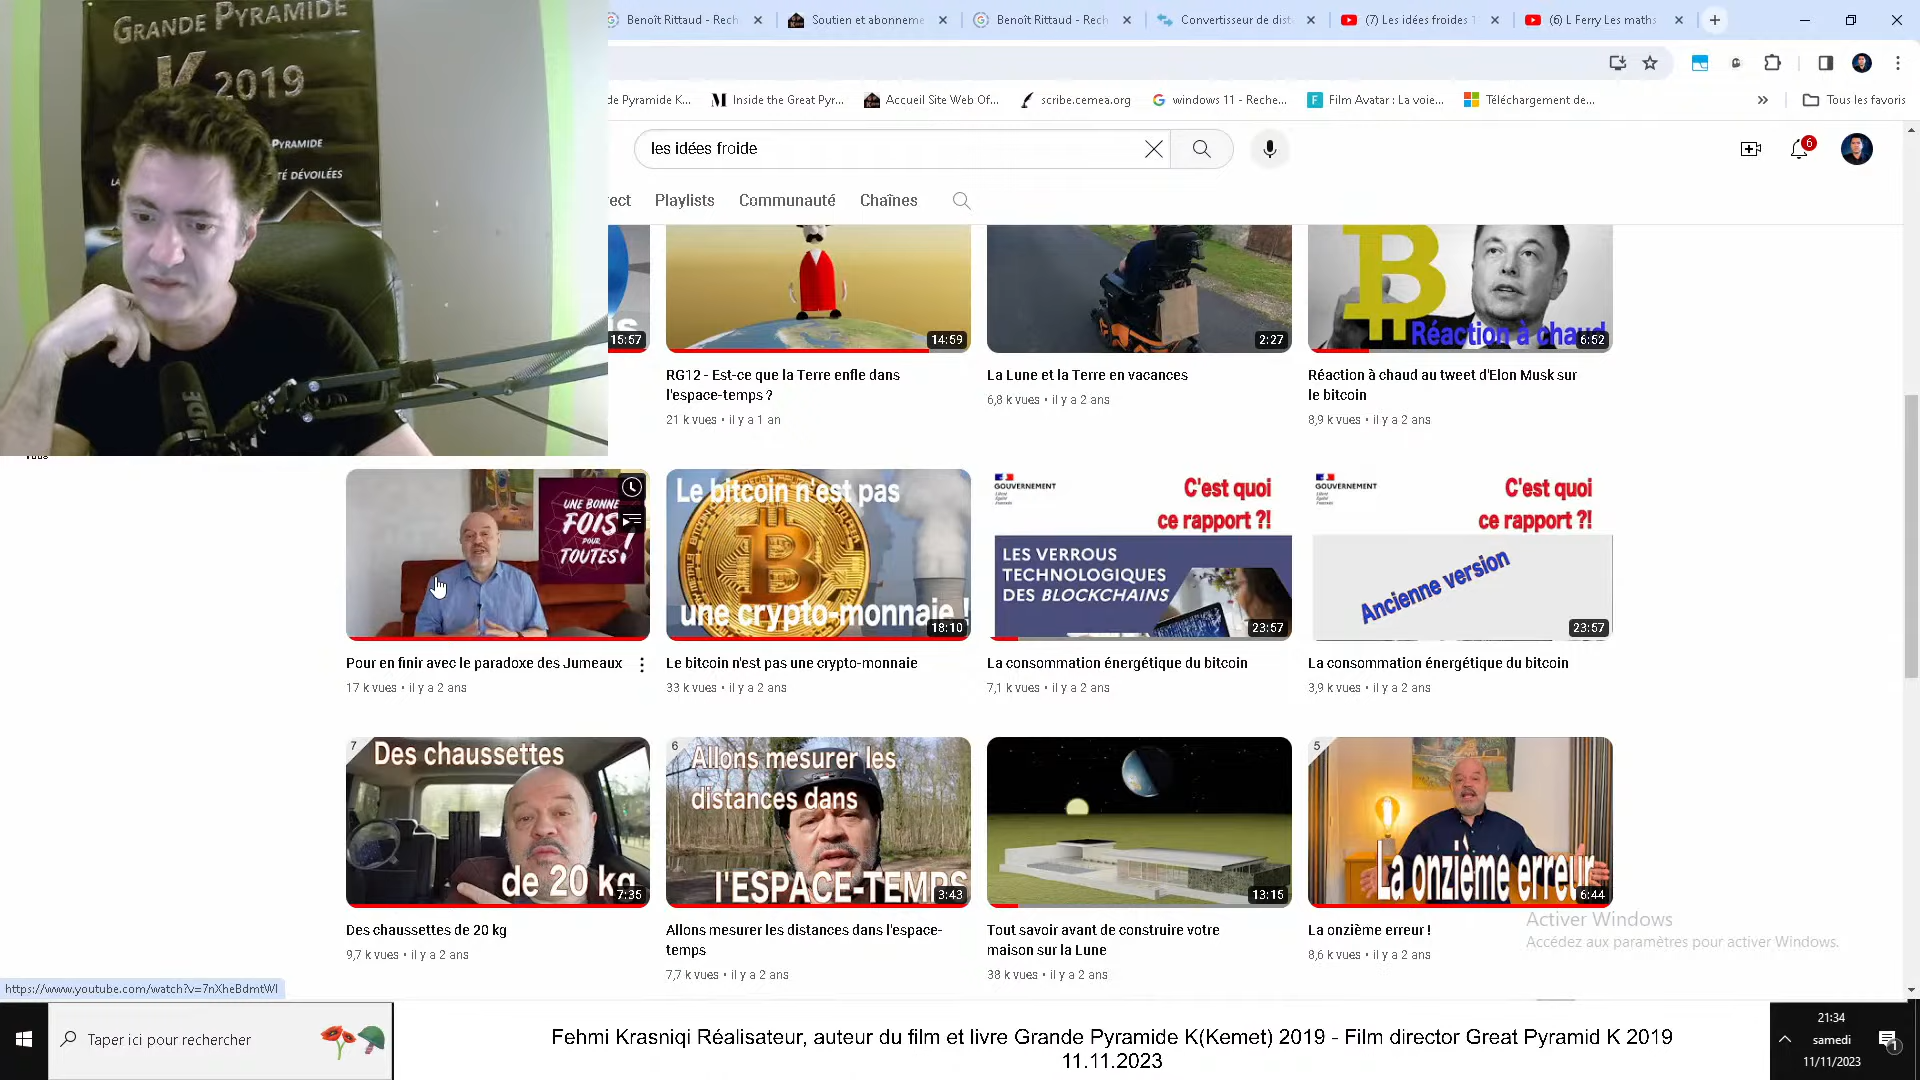 GRANDE PYRAMIDE
K 2019
PYRAMIDE
TÉ DÉVOILÉES
Benoît Rittaud - Rech
Soutien et abonneme
Benoît Rittaud - Rech
Convertisseur de dist
(7) Les idées froides
(6) L Ferry Les maths
de Pyramide K...
Inside the Great Pyr...
Accueil Site Web Of...
scribe.cemea.org
windows 11 - Reche...
Film Avatar : La voie...
Téléchargement de...
Tous les favoris
les idées froide
6
rect
Playlists
Communauté
Chaînes
15:57
14:59
2:27
Réaction à chaud
6:52
RG12 - Est-ce que la Terre enfle dans
l'espace-temps ?
21 k vues • il y a 1 an
La Lune et la Terre en vacances
6,8 k vues • il y a 2 ans
Réaction à chaud au tweet d'Elon Musk sur
le bitcoin
8,9 k vues • il y a 2 ans
UNE BONNE
FOIS
POUR
TOUTES!
Le bitcoin n'est pas
une crypto-monnaie !
18:10
GOUVERNEMENT
C'est quoi
ce rapport ?!
LES VERROUS
TECHNOLOGIQUES
DES BLOCKCHAINS
23:57
GOUVERNEMENT
C'est quoi
ce rapport ?!
Ancienne version
23:57
Pour en finir avec le paradoxe des Jumeaux
17 k vues • il y a 2 ans
Le bitcoin n'est pas une crypto-monnaie
33 k vues • il y a 2 ans
La consommation énergétique du bitcoin
7,1 k vues • il y a 2 ans
La consommation énergétique du bitcoin
3,9 k vues • il y a 2 ans
7
Des chaussettes
de 20 kg
7:35
6
Allons mesurer les
distances dans
l'ESPACE-TEMPS
3:43
13:15
5
La onzième erreur
6:44
Des chaussettes de 20 kg
9,7 k vues • il y a 2 ans
Allons mesurer les distances dans l'espace-
temps
7,7 k vues • il y a 2 ans
Tout savoir avant de construire votre
maison sur la Lune
38 k vues • il y a 2 ans
La onzième erreur !
8,6 k vues • il y a 2 ans
Activer Windows
Accédez aux paramètres pour activer Windows.
https://www.youtube.com/watch?v=7nXheBdmtWI
Taper ici pour rechercher
Fehmi Krasniqi Réalisateur, auteur du film et livre Grande Pyramide K(Kemet) 2019 - Film director Great Pyramid K 2019
11.11.2023
21:34
samedi
11/11/2023
1